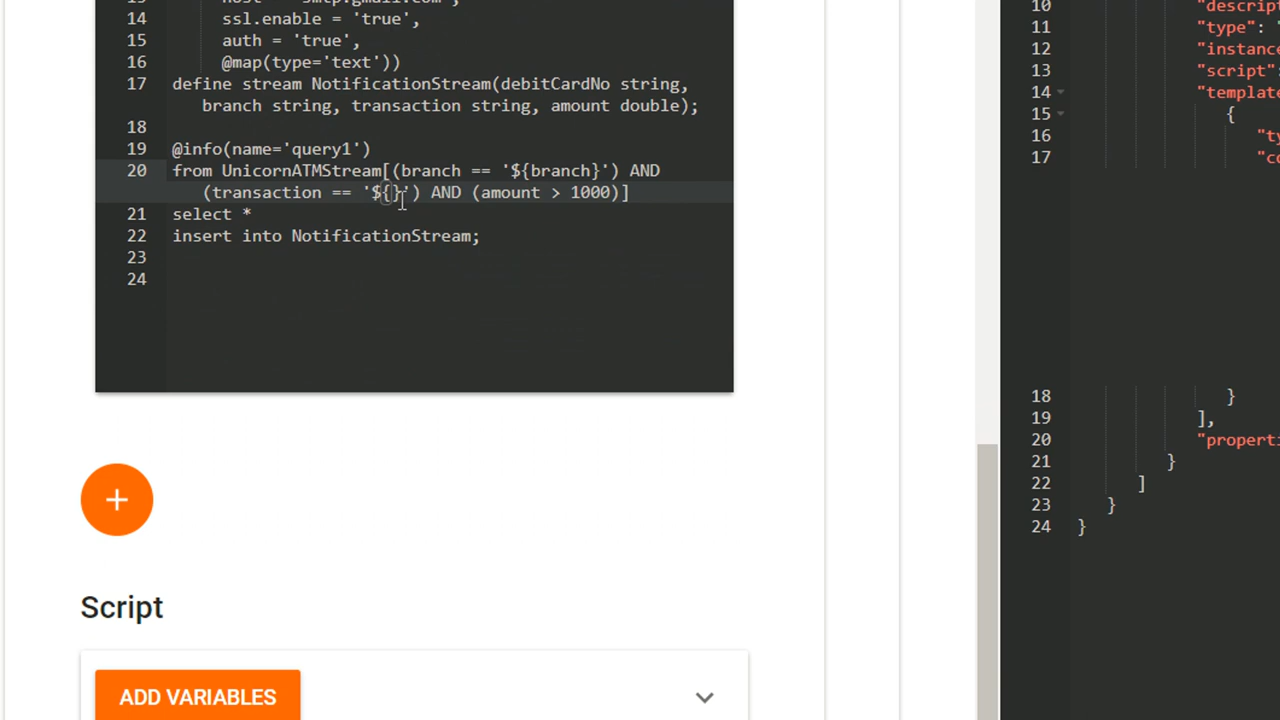 14 ssl.enable = 'true',
15 auth = 'true',
16 @map(type='text'))
17 define stream NotificationStream(debitCardNo string,
branch string, transaction string, amount double);
18
19 @info(name='query1')
20 from UnicornATMStream[(branch == '${branch}') AND
(transaction == '${}') AND (amount > 1000)]
21 select *
22 insert into NotificationStream;
23
24
+
Script
ADD VARIABLES
10 "descript
11 "type":
12 "instance
13 "script":
14 "template
15 {
16 "ty
17 "co
18 }
19 ],
20 "properti
21 }
22 ]
23 }
24 }